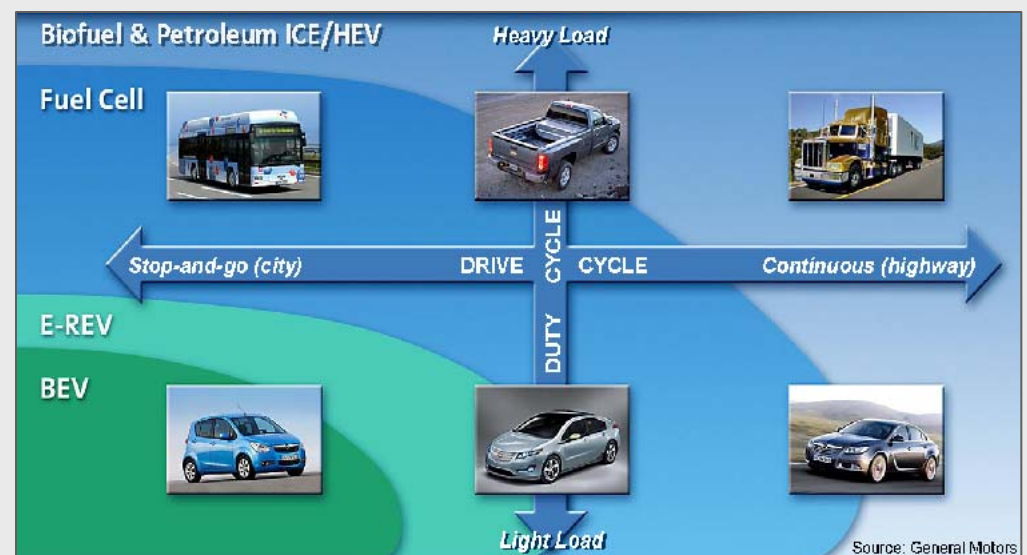 Biofuel & Petroleum ICE/HEV
Heavy Load
Fuel Cell
Stop-and-go (city)
DRIVE CYCLE
Continuous (highway)
DUTY CYCLE
E-REV
BEV
Light Load
Source: General Motors